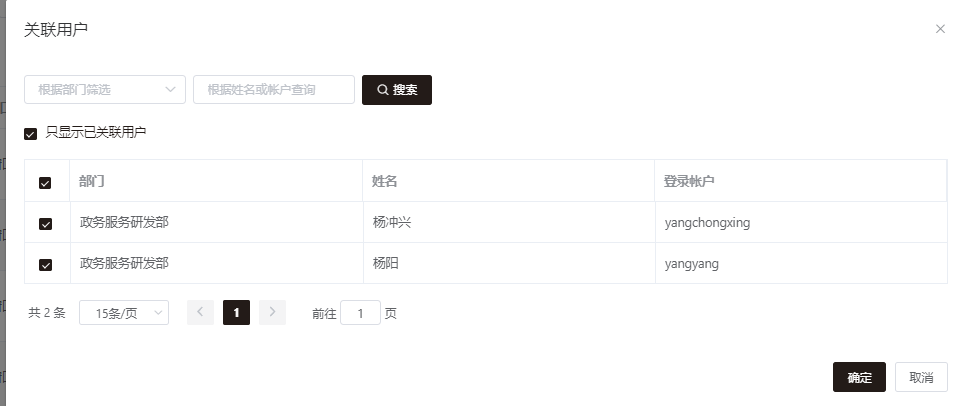 关联用户
根据部门筛选 根据姓名或帐户查询 搜索
只显示已关联用户
部门 姓名 登录帐户
政务服务研发部 杨冲兴 yangchongxing
政务服务研发部 杨阳 yangyang
共 2 条 15条/页 1 前往 1 页
确定 取消